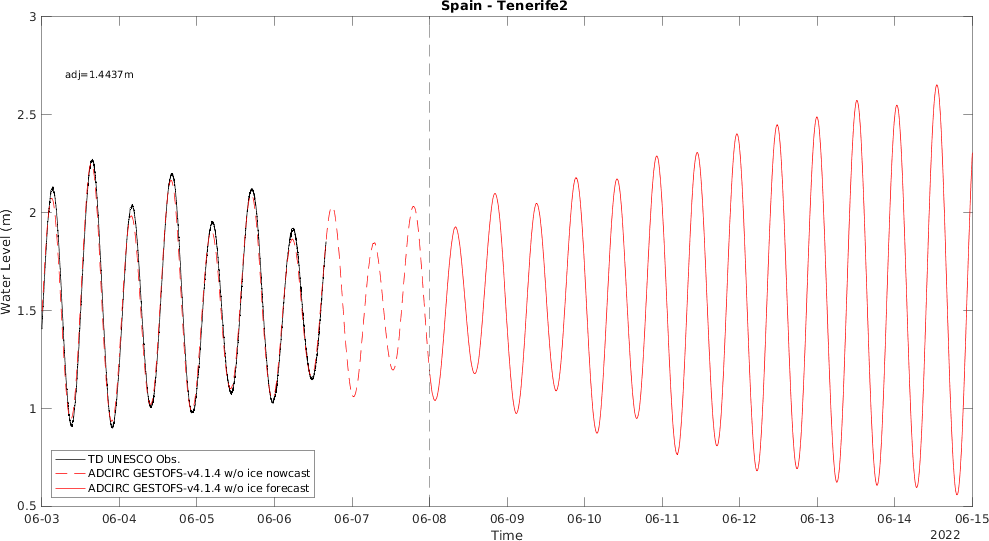 Spain - Tenerife2
adj=1.4437m
3
2.5
2
1.5
1
0.5
Water Level (m)
TD UNESCO Obs.
ADCIRC GESTOFS-v4.1.4 w/o ice nowcast
ADCIRC GESTOFS-v4.1.4 w/o ice forecast
06-03 06-04 06-05 06-06 06-07 06-08 06-09 06-10 06-11 06-12 06-13 06-14 06-15
Time
2022